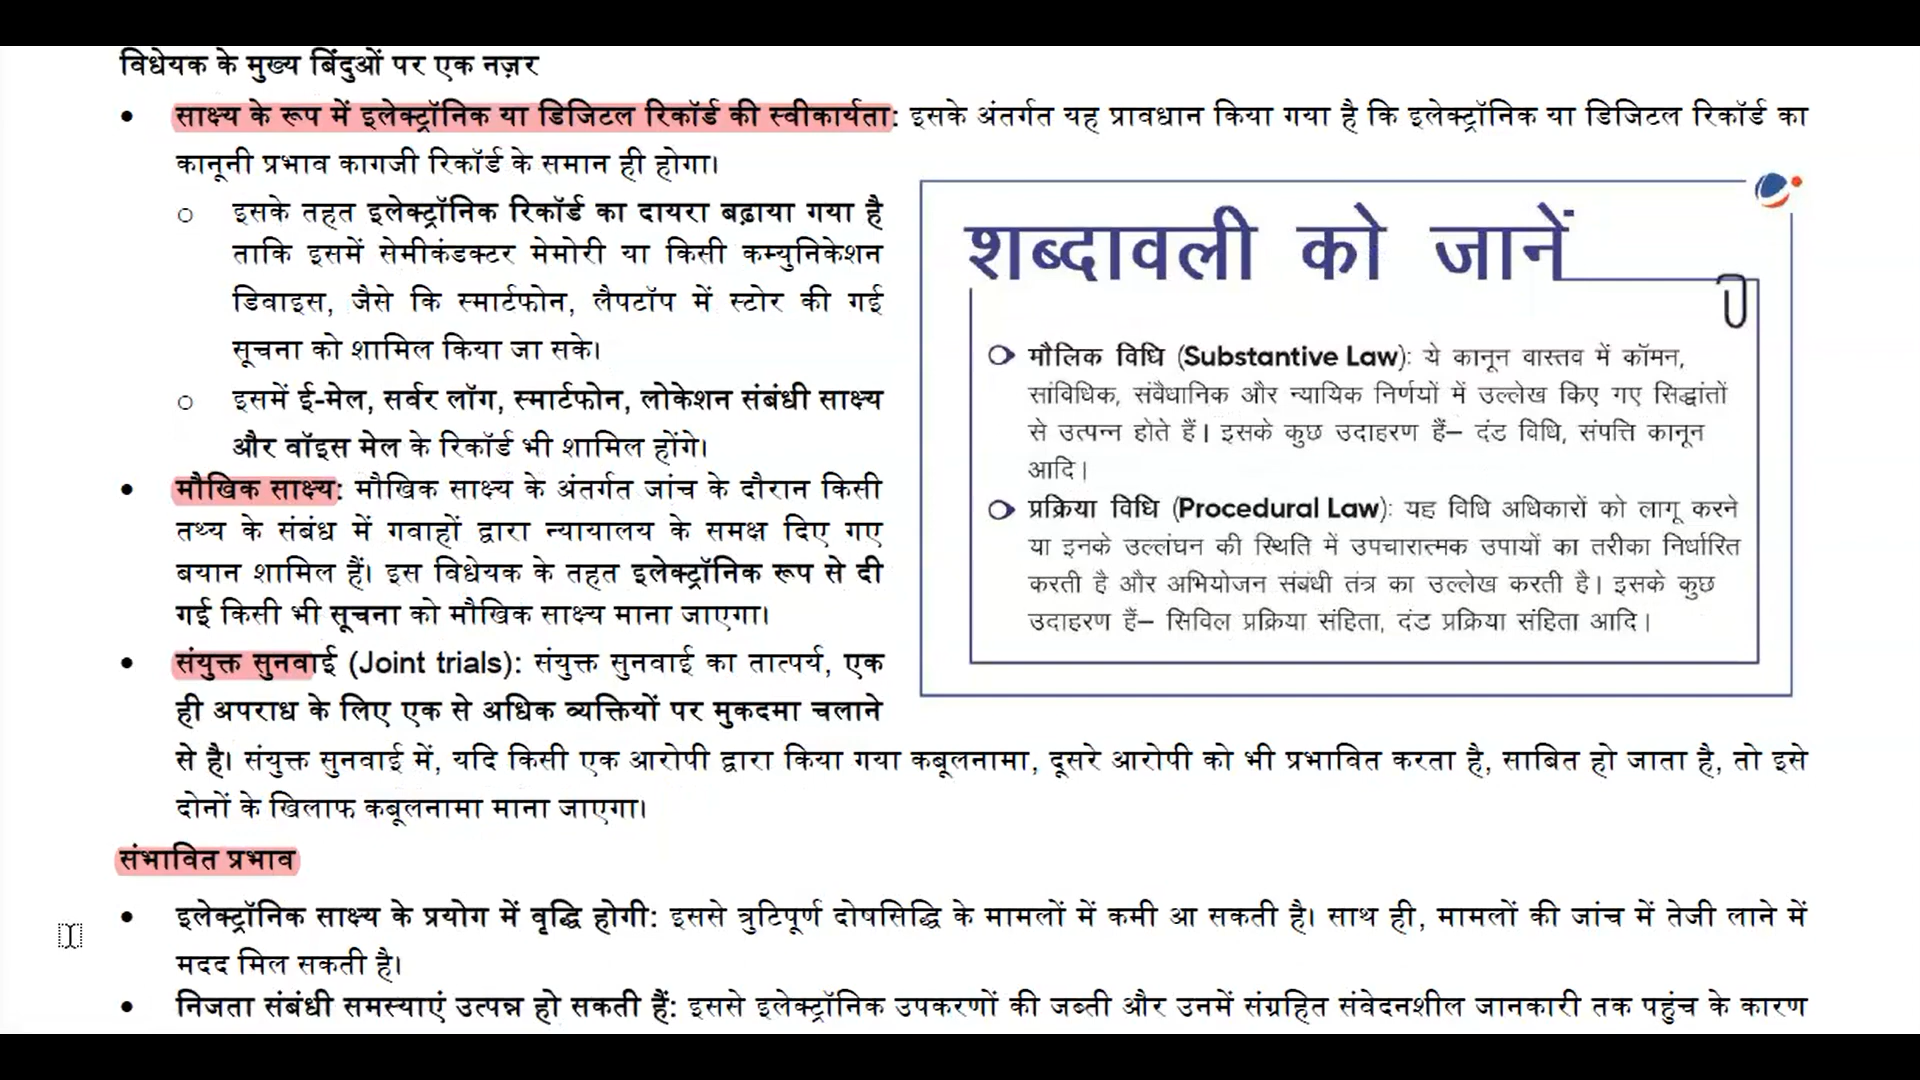 विधेयक के मुख्य बिंदुओं पर एक नज़र
• साक्ष्य के रूप में इलेक्ट्रॉनिक या डिजिटल रिकॉर्ड की स्वीकार्यता: इसके अंतर्गत यह प्रावधान किया गया है कि इलेक्ट्रॉनिक या डिजिटल रिकॉर्ड का
कानूनी प्रभाव कागजी रिकॉर्ड के समान ही होगा।
o इसके तहत इलेक्ट्रॉनिक रिकॉर्ड का दायरा बढ़ाया गया है
ताकि इसमें सेमीकंडक्टर मेमोरी या किसी कम्युनिकेशन
डिवाइस, जैसे कि स्मार्टफोन, लैपटॉप में स्टोर की गई
सूचना को शामिल किया जा सके।
o इसमें ई-मेल, सर्वर लॉग, स्मार्टफोन, लोकेशन संबंधी साक्ष्य
और वॉइस मेल के रिकॉर्ड भी शामिल होंगे।
• मौखिक साक्ष्य: मौखिक साक्ष्य के अंतर्गत जांच के दौरान किसी
तथ्य के संबंध में गवाहों द्वारा न्यायालय के समक्ष दिए गए
बयान शामिल हैं। इस विधेयक के तहत इलेक्ट्रॉनिक रूप से दी
गई किसी भी सूचना को मौखिक साक्ष्य माना जाएगा।
• संयुक्त सुनवाई (Joint trials): संयुक्त सुनवाई का तात्पर्य, एक
ही अपराध के लिए एक से अधिक व्यक्तियों पर मुकदमा चलाने
से है। संयुक्त सुनवाई में, यदि किसी एक आरोपी द्वारा किया गया कबूलनामा, दूसरे आरोपी को भी प्रभावित करता है, साबित हो जाता है, तो इसे
दोनों के खिलाफ कबूलनामा माना जाएगा।
शब्दावली को जानें
मौलिक विधि (Substantive Law): ये कानून वास्तव में कॉमन,
सांविधिक, संवैधानिक और न्यायिक निर्णयों में उल्लेख किए गए सिद्धांतों
से उत्पन्न होते हैं। इसके कुछ उदाहरण हैं– दंड विधि, संपत्ति कानून
आदि।
प्रक्रिया विधि (Procedural Law): यह विधि अधिकारों को लागू करने
या इनके उल्लंघन की स्थिति में उपचारात्मक उपायों का तरीका निर्धारित
करती है और अभियोजन संबंधी तंत्र का उल्लेख करती है। इसके कुछ
उदाहरण हैं– सिविल प्रक्रिया संहिता, दंड प्रक्रिया संहिता आदि।
संभावित प्रभाव
• इलेक्ट्रॉनिक साक्ष्य के प्रयोग में वृद्धि होगी: इससे त्रुटिपूर्ण दोषसिद्धि के मामलों में कमी आ सकती है। साथ ही, मामलों की जांच में तेजी लाने में
मदद मिल सकती है।
• निजता संबंधी समस्याएं उत्पन्न हो सकती हैं: इससे इलेक्ट्रॉनिक उपकरणों की जब्ती और उनमें संग्रहित संवेदनशील जानकारी तक पहुंच के कारण